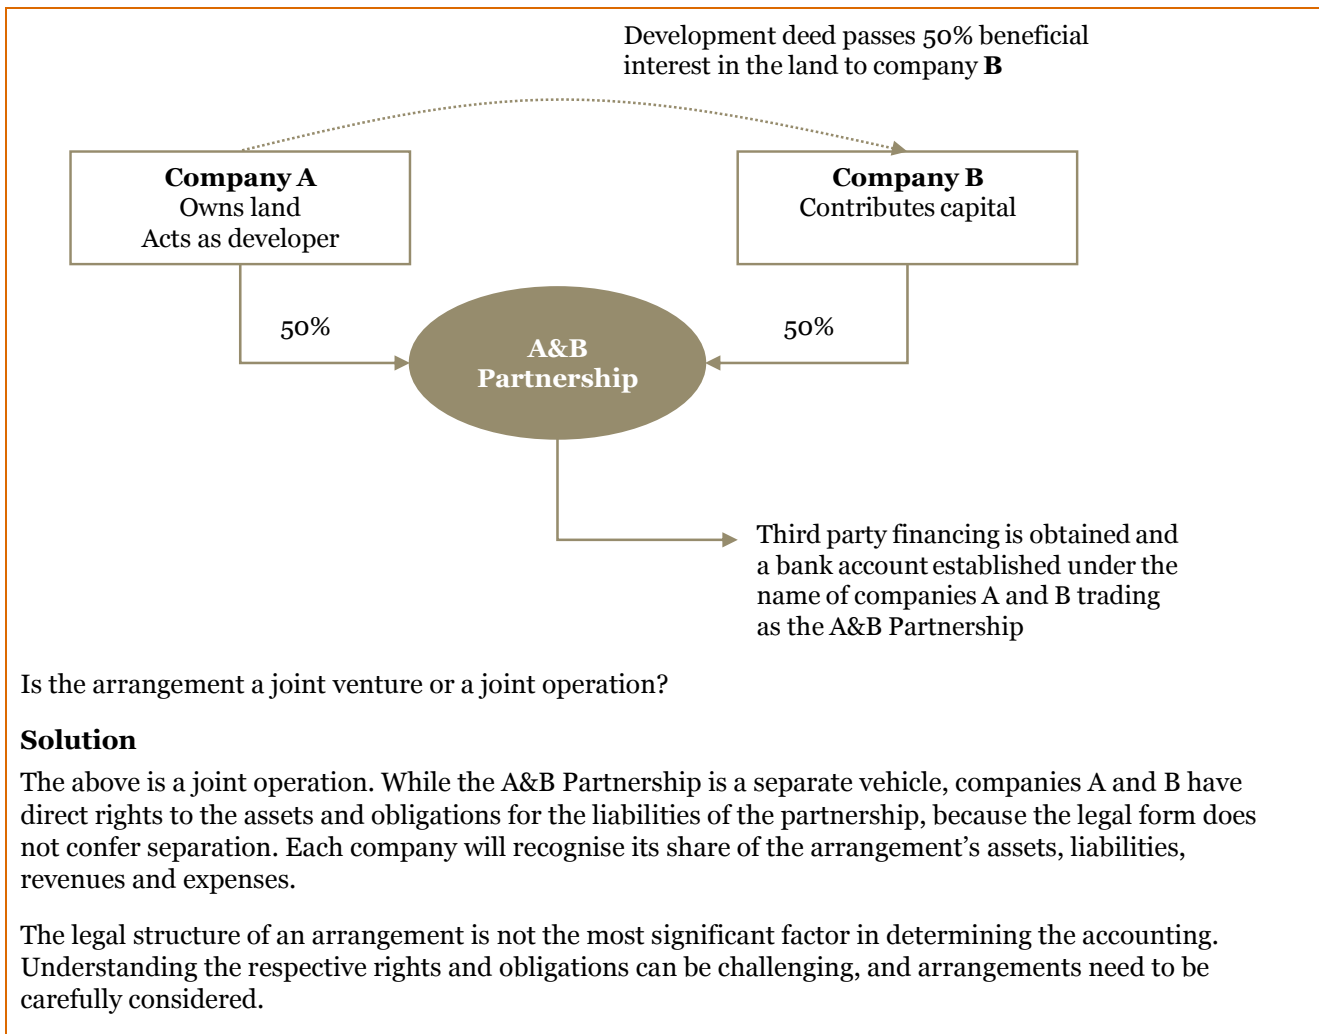 Development deed passes 50% beneficial
interest in the land to company B
Company A
Owns land
Acts as developer
Company B
Contributes capital
50%
50%
A&B
Partnership
Third party financing is obtained and
a bank account established under the
name of companies A and B trading
as the A&B Partnership
Is the arrangement a joint venture or a joint operation?
Solution
The above is a joint operation. While the A&B Partnership is a separate vehicle, companies A and B have
direct rights to the assets and obligations for the liabilities of the partnership, because the legal form does
not confer separation. Each company will recognise its share of the arrangement’s assets, liabilities,
revenues and expenses.
The legal structure of an arrangement is not the most significant factor in determining the accounting.
Understanding the respective rights and obligations can be challenging, and arrangements need to be
carefully considered.